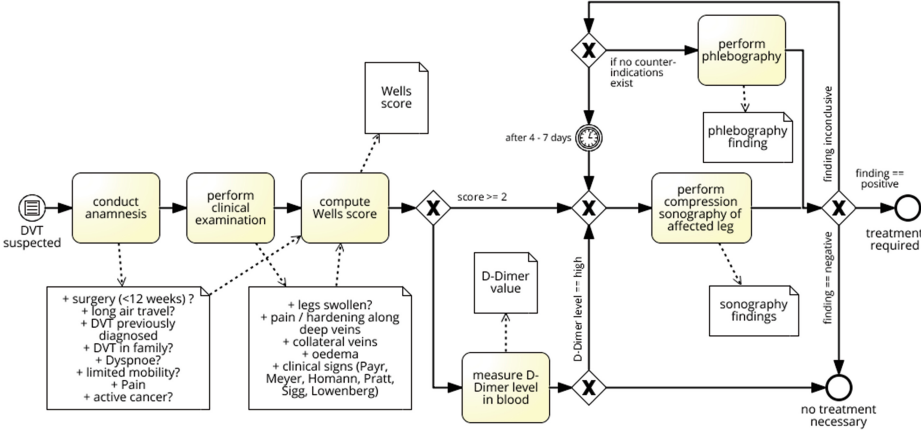 DVT
suspected
conduct
anamnesis
perform
clinical
examination
compute
Wells score
Wells
score
+ surgery (<12 weeks) ?
+ long air travel?
+ DVT previously
diagnosed
+ DVT in family?
+ Dyspnoe?
+ limited mobility?
+ Pain
+ active cancer?
+ legs swollen?
+ pain / hardening along
deep veins
+ collateral veins
+ oedema
+ clinical signs (Payr,
Meyer, Homann, Pratt,
Sigg, Lowenberg)
score >= 2
D-Dimer
value
measure D-
Dimer level
in blood
D-Dimer level == high
after 4 - 7 days
if no counter-
indications
exist
perform
phlebography
phlebography
finding
perform
compression
sonography of
affected leg
sonography
findings
finding inconclusive
finding ==
positive
treatment
required
finding == negative
no treatment
necessary